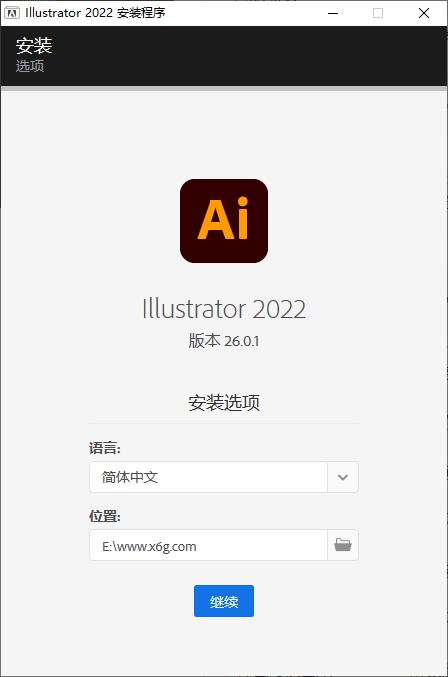 Illustrator 2022 安装程序
安装
选项
Ai
Illustrator 2022
版本 26.0.1
安装选项
语言:
简体中文
位置:
E:\www.x6g.com
继续